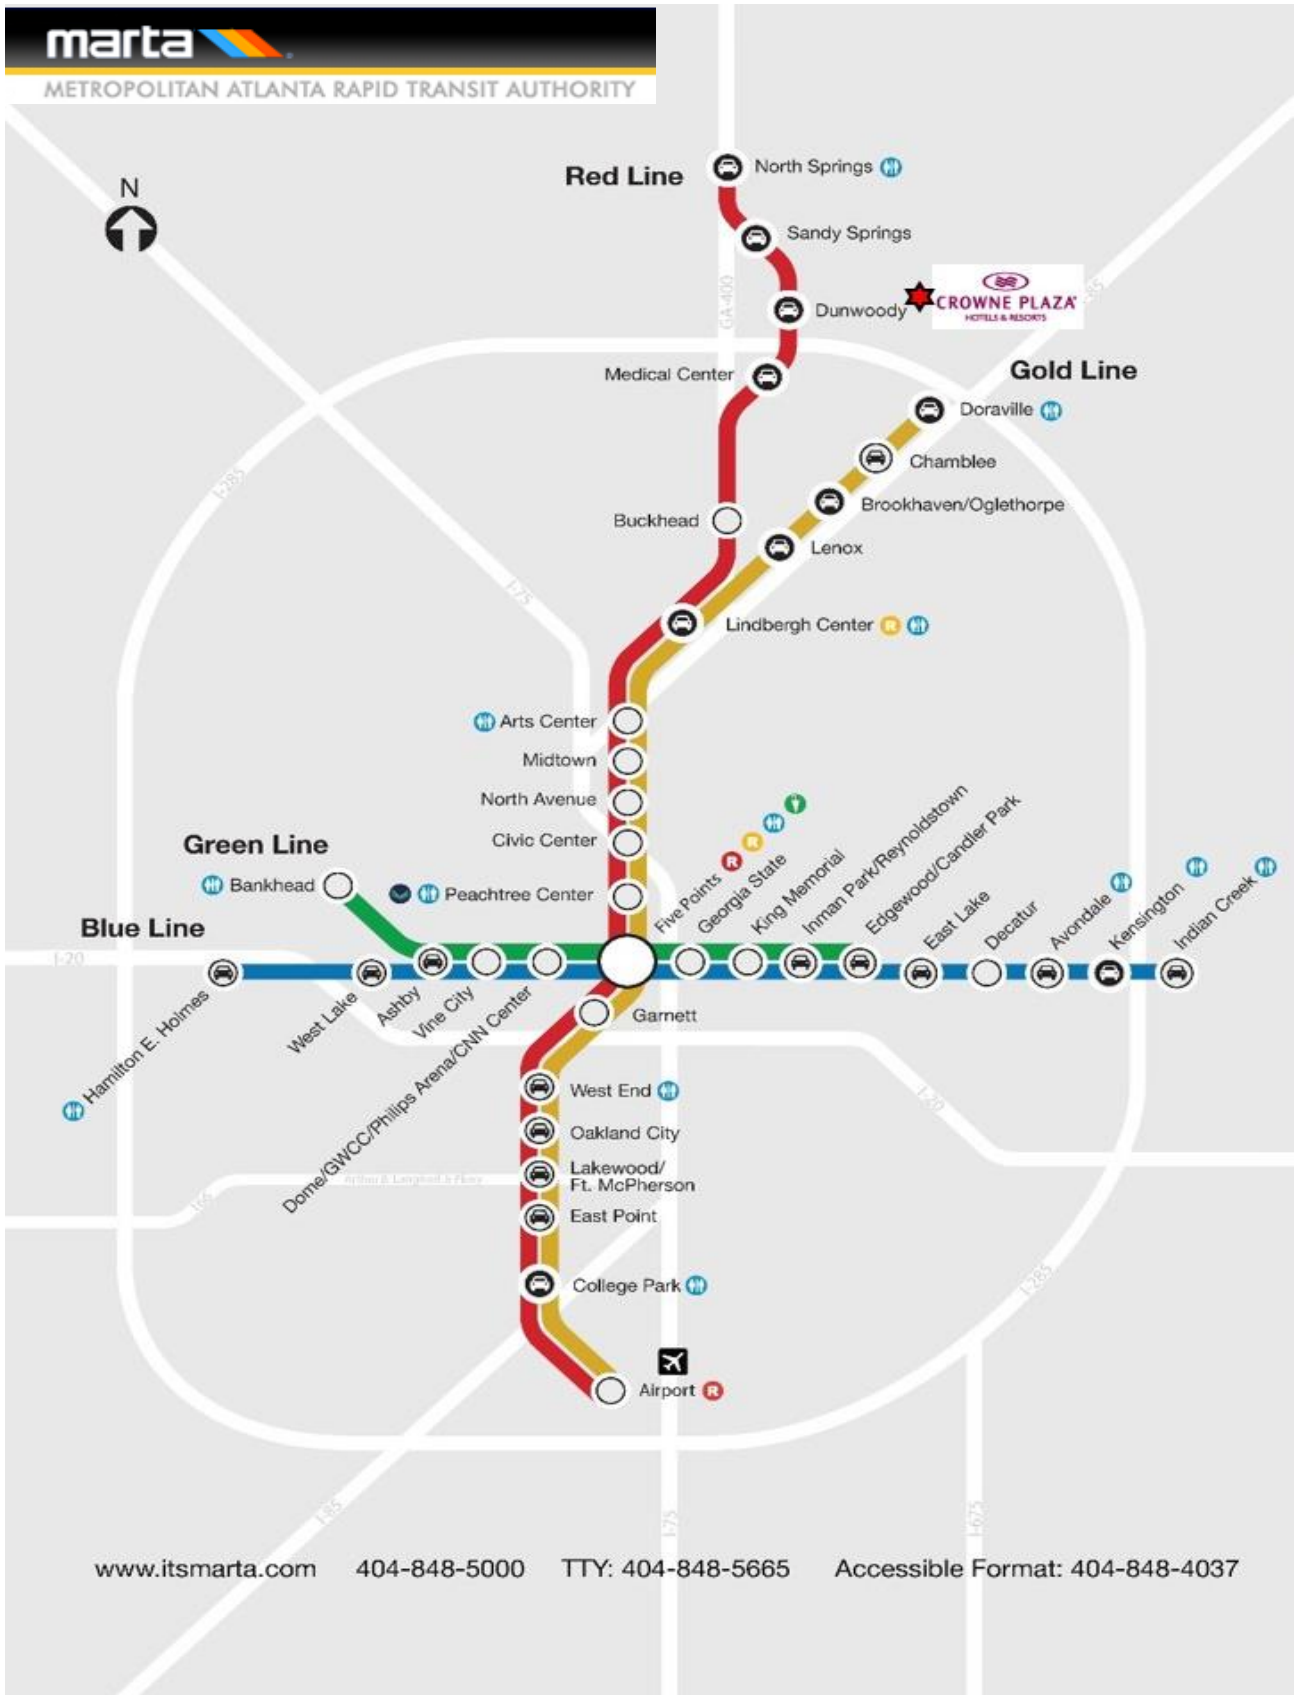 marta
METROPOLITAN ATLANTA RAPID TRANSIT AUTHORITY
N
Red Line
North Springs
Sandy Springs
GA-400
Dunwoody
CROWNE PLAZA
HOTELS & RESORTS
I-85
Medical Center
Gold Line
Doraville
Chamblee
I-285
Brookhaven/Oglethorpe
Buckhead
Lenox
I-75
Lindbergh Center R
Arts Center
Midtown
North Avenue
Civic Center
Green Line
Bankhead
Peachtree Center
Five Points R R
Georgia State
King Memorial
Inman Park/Reynoldstown
Edgewood/Candler Park
East Lake
Decatur
Avondale
Kensington
Indian Creek
Blue Line
I-20
Hamilton E. Holmes
West Lake
Ashby
Vine City
Dome/GWCC/Philips Arena/CNN Center
Garnett
West End
I-20
Oakland City
Lakewood/
Ft. McPherson
East Point
I-285
College Park
Airport R
I-85
I-75
I-675
www.itsmarta.com 404-848-5000 TTY: 404-848-5665 Accessible Format: 404-848-4037